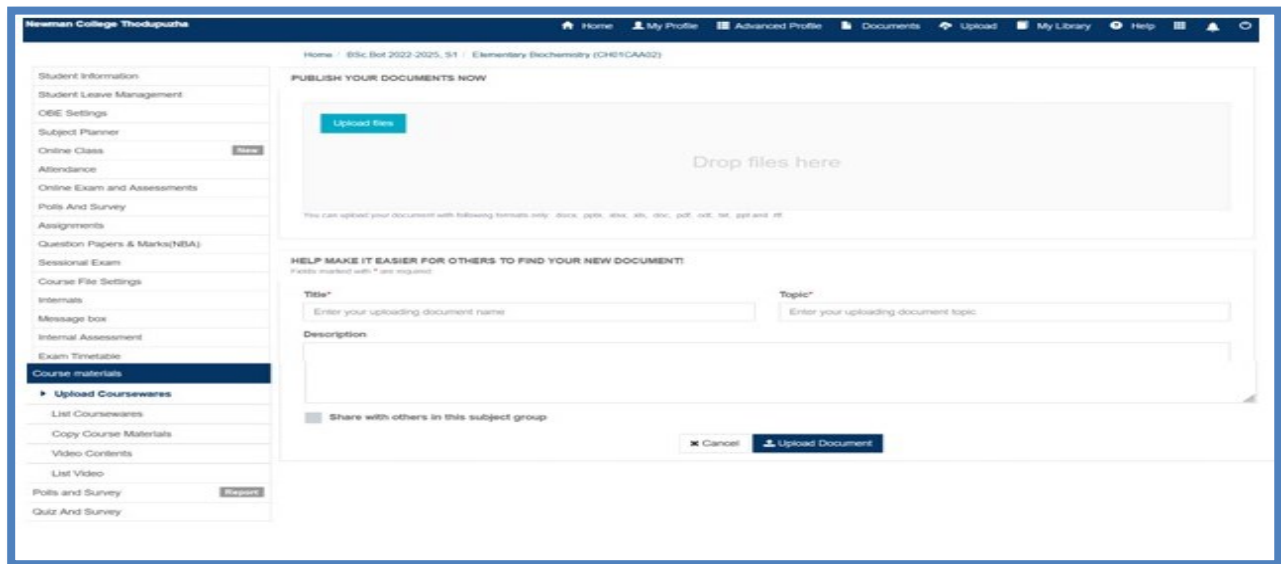 Newman College Thodupuzha
Home My Profile Advanced Profile Documents Upload My Library Help
Home / BSc.Bot 2022-2025, S1 / Elementary Biochemistry (CH01CAA02)
Student Information
Student Leave Management
OBE Settings
Subject Planner
Online Class New
Attendance
Online Exam and Assessments
Polls And Survey
Assignments
Question Papers & Marks(NBA)
Sessional Exam
Course File Settings
Internals
Message box
Internal Assessment
Exam Timetable
Course materials
Upload Coursewares
List Coursewares
Copy Course Materials
Video Contents
List Video
Polls and Survey Report
Quiz And Survey
PUBLISH YOUR DOCUMENTS NOW
Upload files
Drop files here
You can upload your document with following formats only. docx, pptx, xlsx, xls, doc, pdf, odt, txt, ppt and rtf.
HELP MAKE IT EASIER FOR OTHERS TO FIND YOUR NEW DOCUMENT!
Fields marked with * are required.
Title* Topic*
Enter your uploading document name Enter your uploading document topic
Description
Share with others in this subject group
Cancel Upload Document